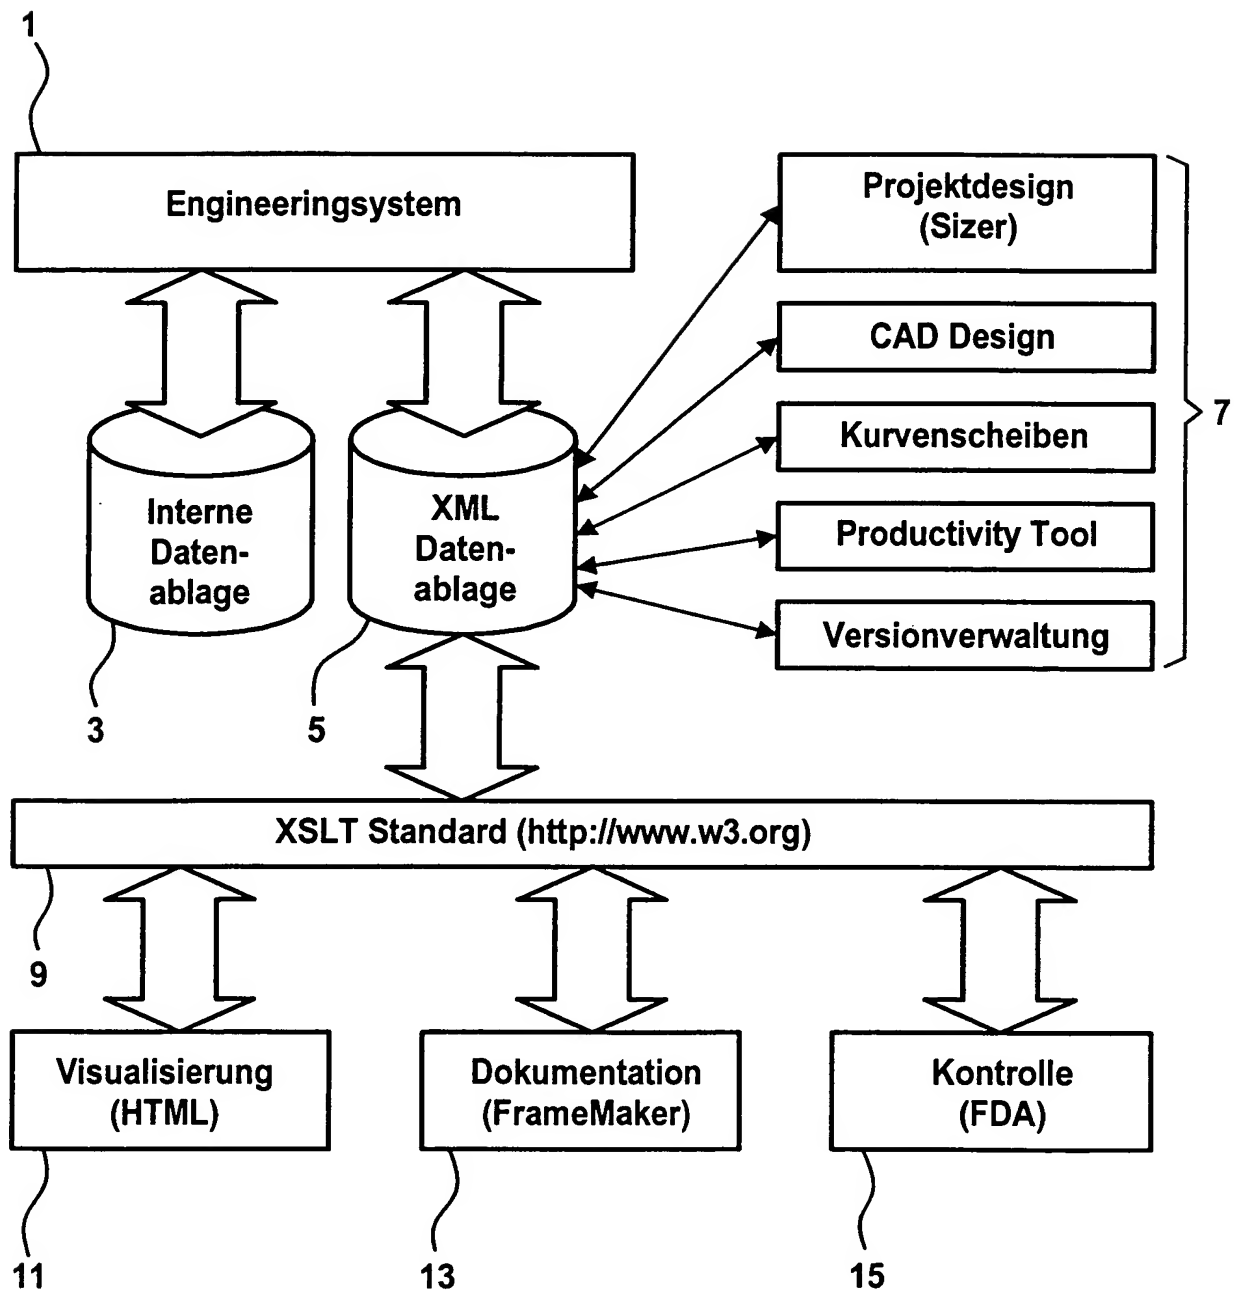 1
Engineeringsystem
Projektdesign
(Sizer)
CAD Design
Kurvenscheiben
Productivity Tool
Versionverwaltung
7
Interne
Daten-
ablage
XML
Daten-
ablage
3
5
XSLT Standard (http://www.w3.org)
9
Visualisierung
(HTML)
Dokumentation
(FrameMaker)
Kontrolle
(FDA)
11
13
15